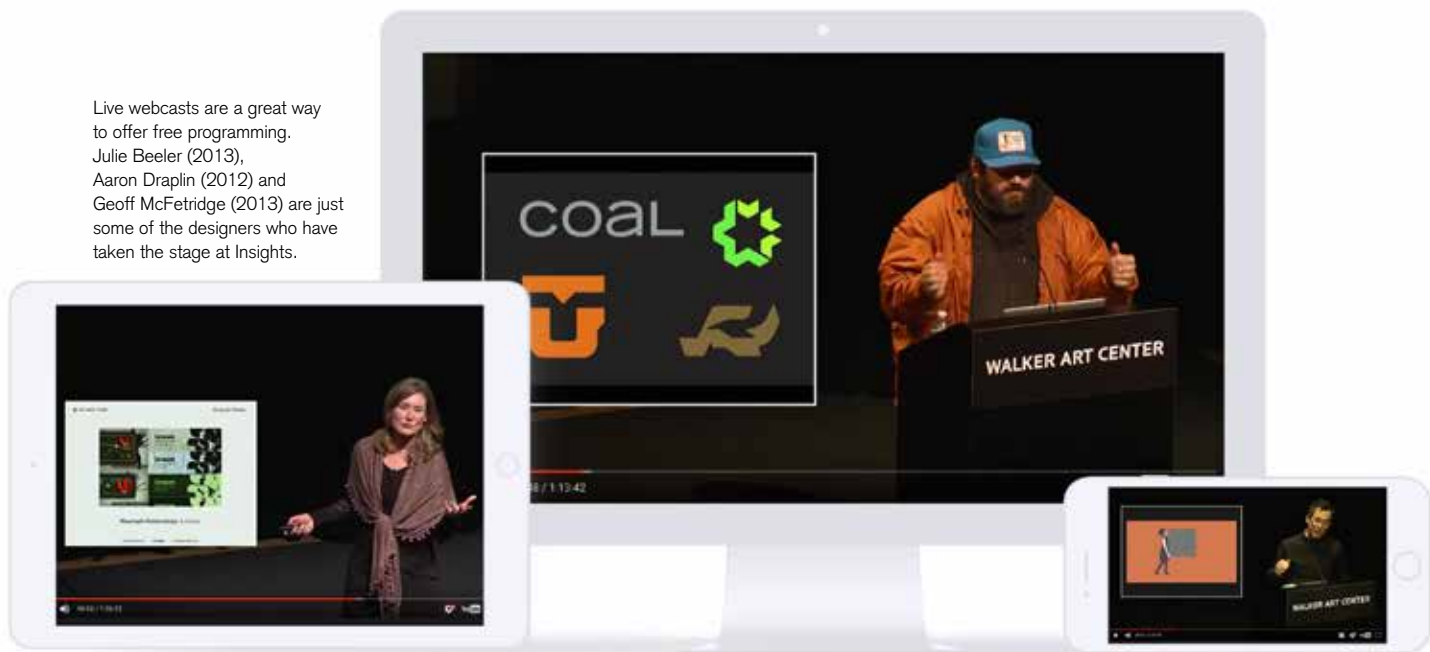 Live webcasts are a great way
to offer free programming.
Julie Beeler (2013),
Aaron Draplin (2012) and
Geoff McFetridge (2013) are just
some of the designers who have
taken the stage at Insights.
coaL
WALKER ART CENTER
/ 1:13:42
WALKER ART CENTER